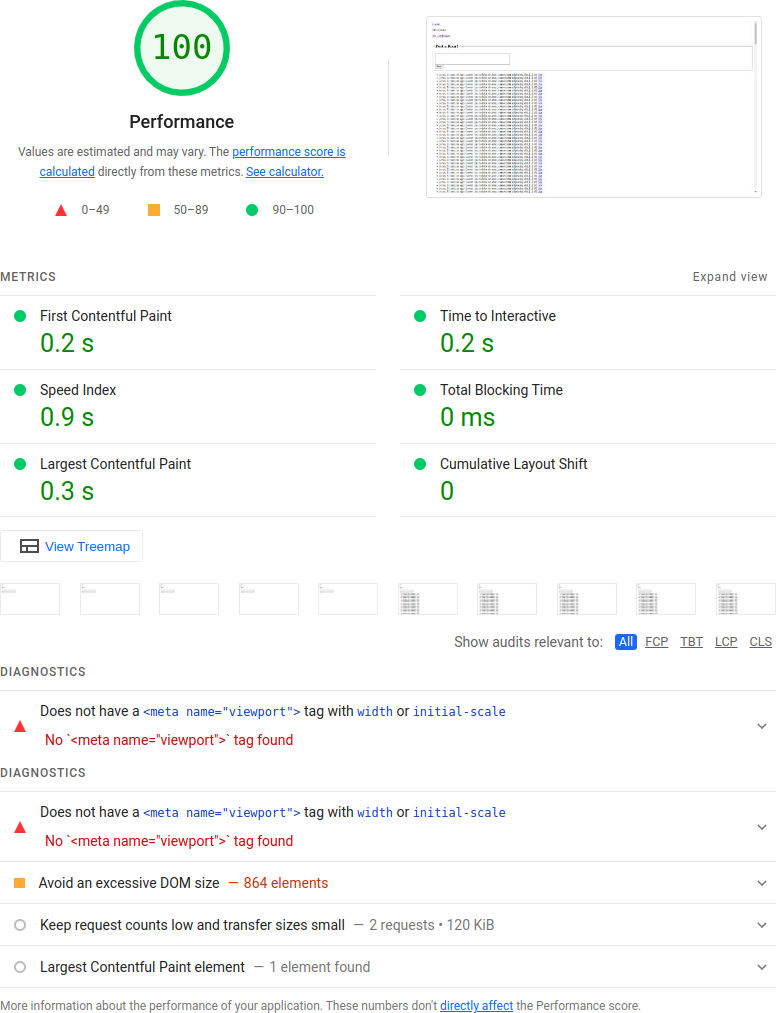 100
Performance
Values are estimated and may vary. The performance score is
calculated directly from these metrics. See calculator.
0–49
50–89
90–100
METRICS
Expand view
First Contentful Paint
0.2 s
Time to Interactive
0.2 s
Speed Index
0.9 s
Total Blocking Time
0 ms
Largest Contentful Paint
0.3 s
Cumulative Layout Shift
0
View Treemap
Show audits relevant to: All FCP TBT LCP CLS
DIAGNOSTICS
Does not have a <meta name="viewport"> tag with width or initial-scale
No `<meta name="viewport">` tag found
DIAGNOSTICS
Does not have a <meta name="viewport"> tag with width or initial-scale
No `<meta name="viewport">` tag found
Avoid an excessive DOM size — 864 elements
Keep request counts low and transfer sizes small — 2 requests • 120 KiB
Largest Contentful Paint element — 1 element found
More information about the performance of your application. These numbers don't directly affect the Performance score.